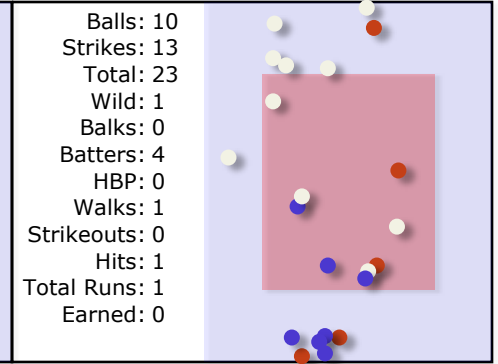 Balls: 10
Strikes: 13
Total: 23
Wild: 1
Balks: 0
Batters: 4
HBP: 0
Walks: 1
Strikeouts: 0
Hits: 1
Total Runs: 1
Earned: 0